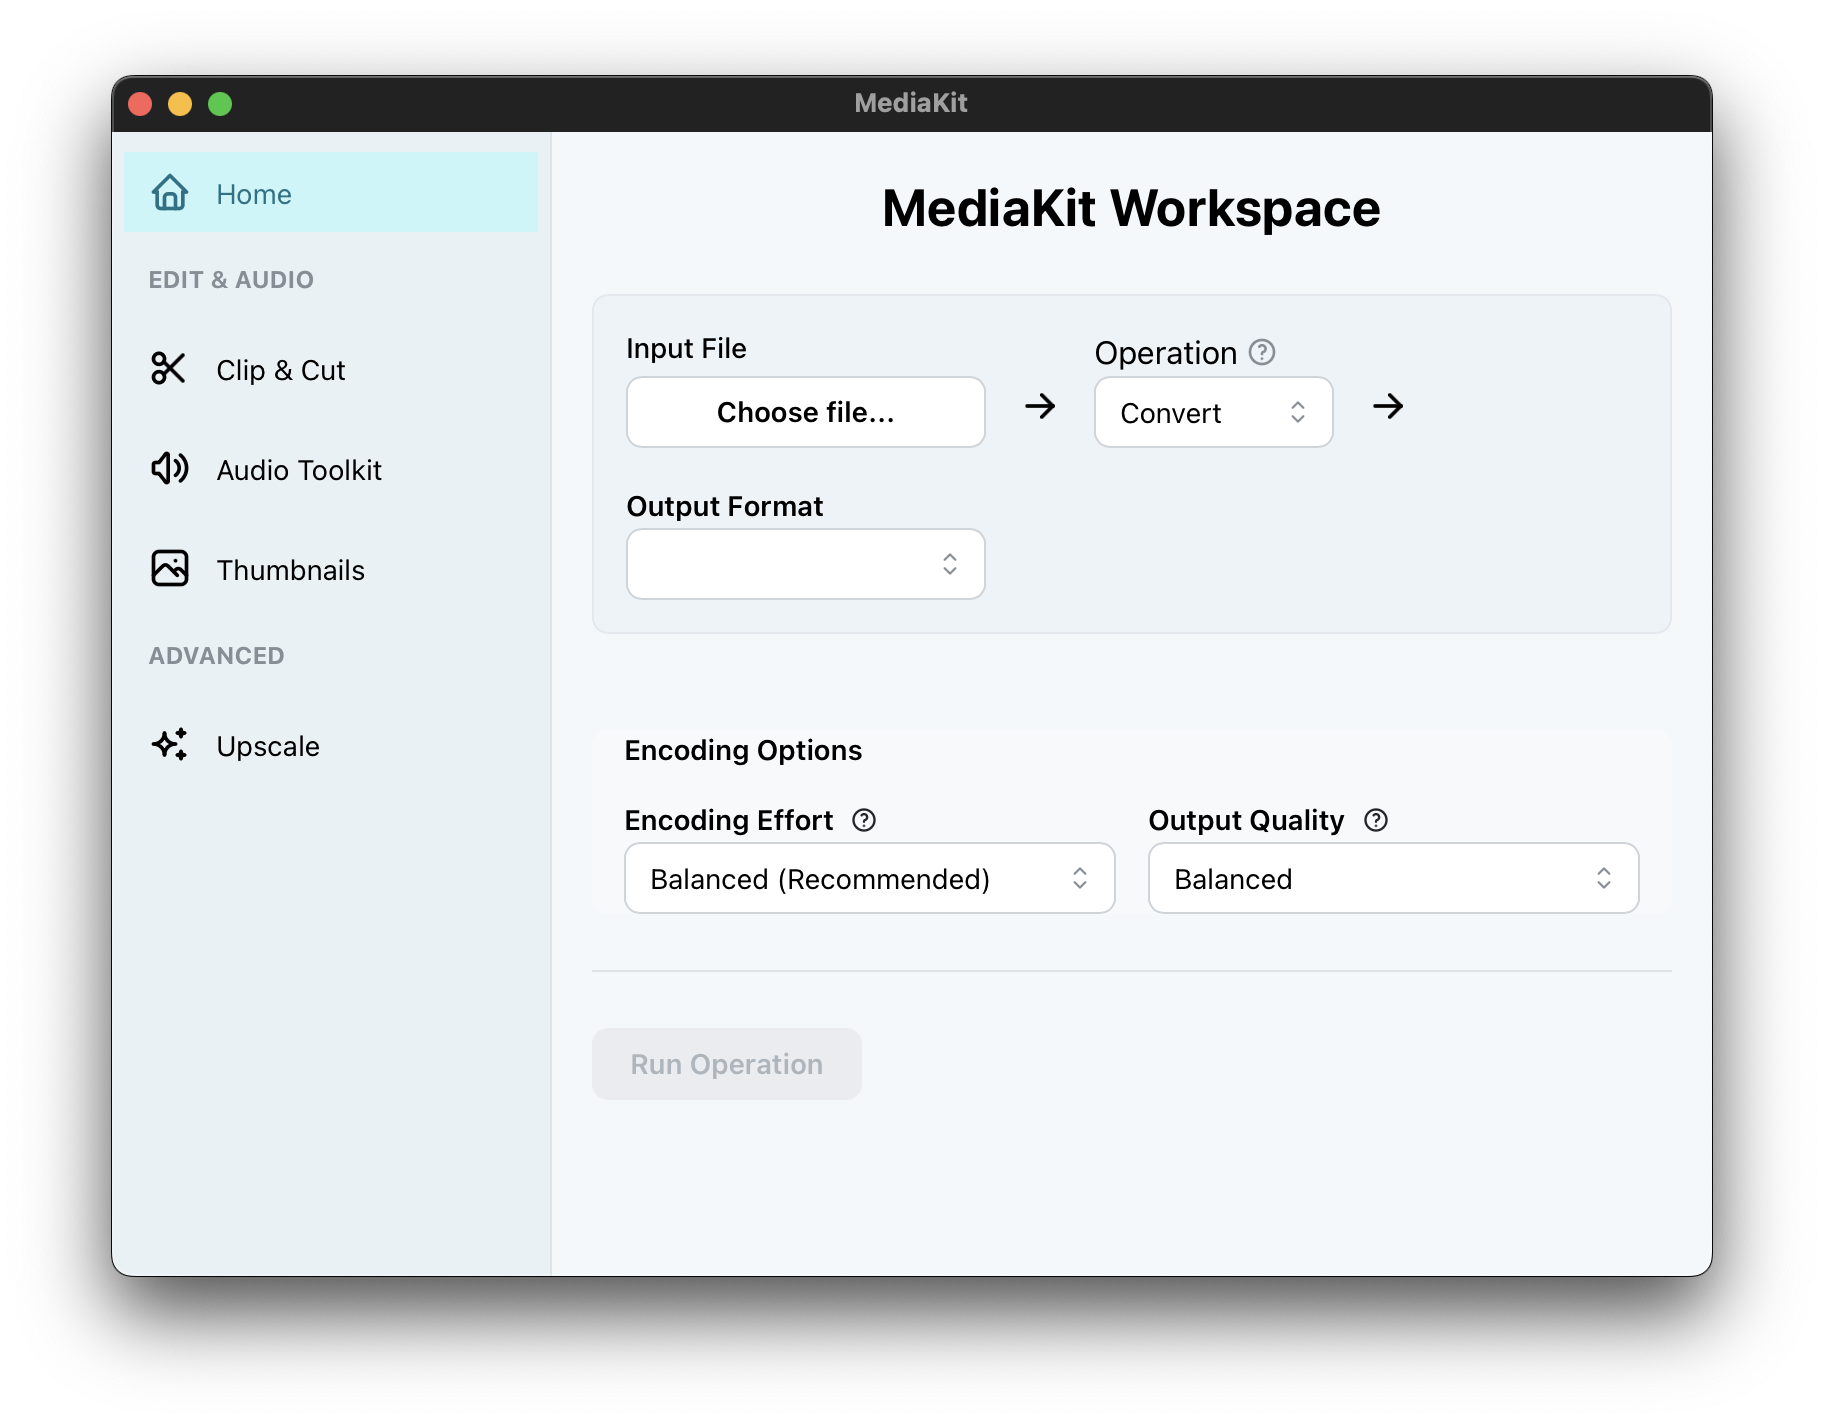 MediaKit
Home
EDIT & AUDIO
Clip & Cut
Audio Toolkit
Thumbnails
ADVANCED
Upscale
MediaKit Workspace
Input File
Choose file...
Operation
Convert
Output Format
Encoding Options
Encoding Effort
Balanced (Recommended)
Output Quality
Balanced
Run Operation